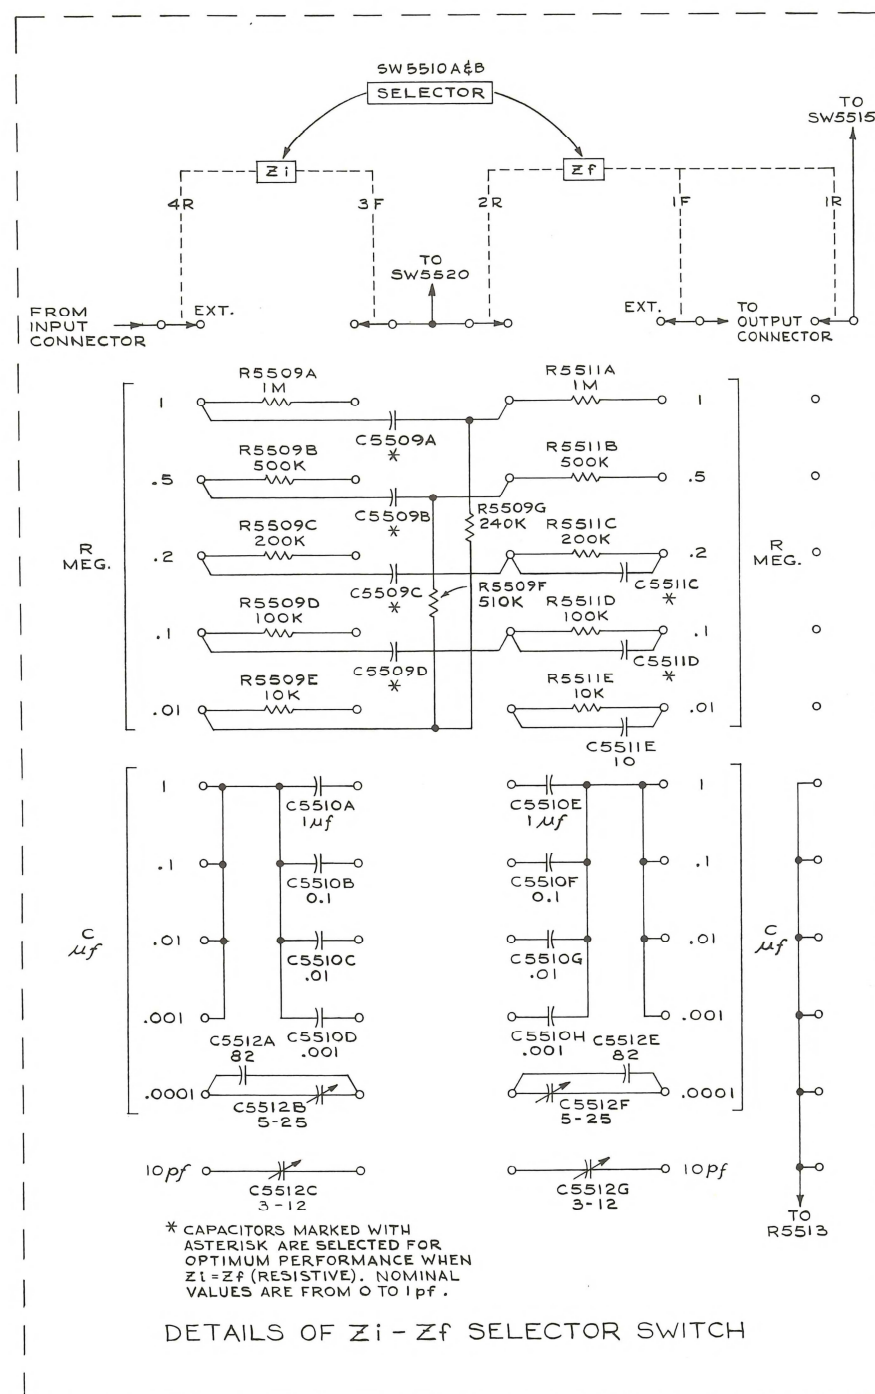 SW5510A&B
SELECTOR
TO
SW5515
Zi
Zf
4R
3F
2R
1F
1R
TO
SW5520
FROM
INPUT
CONNECTOR
EXT.
EXT.
TO
OUTPUT
CONNECTOR
R
MEG.
1
R5509A
1M
C5509A
*
R5511A
1M
1
.5
R5509B
500K
C5509B
*
R5511B
500K
.5
R5509G
240K
.2
R5509C
200K
C5509C
*
R5511C
200K
C5511C
*
.2
R5509F
510K
.1
R5509D
100K
C5509D
*
R5511D
100K
C5511D
*
.1
.01
R5509E
10K
R5511E
10K
C5511E
10
.01
R
MEG.
C
μf
1
C5510A
1μf
C5510E
1μf
1
.1
C5510B
0.1
C5510F
0.1
.1
.01
C5510C
.01
C5510G
.01
.01
.001
C5510D
.001
C5510H
.001
.001
C5512A
82
C5512E
82
.0001
C5512B
5-25
C5512F
5-25
.0001
C
μf
10pf
C5512C
3-12
C5512G
3-12
10pf
TO
R5513
* CAPACITORS MARKED WITH
ASTERISK ARE SELECTED FOR
OPTIMUM PERFORMANCE WHEN
Zi=Zf (RESISTIVE). NOMINAL
VALUES ARE FROM 0 TO 1pf.
DETAILS OF Zi-Zf SELECTOR SWITCH